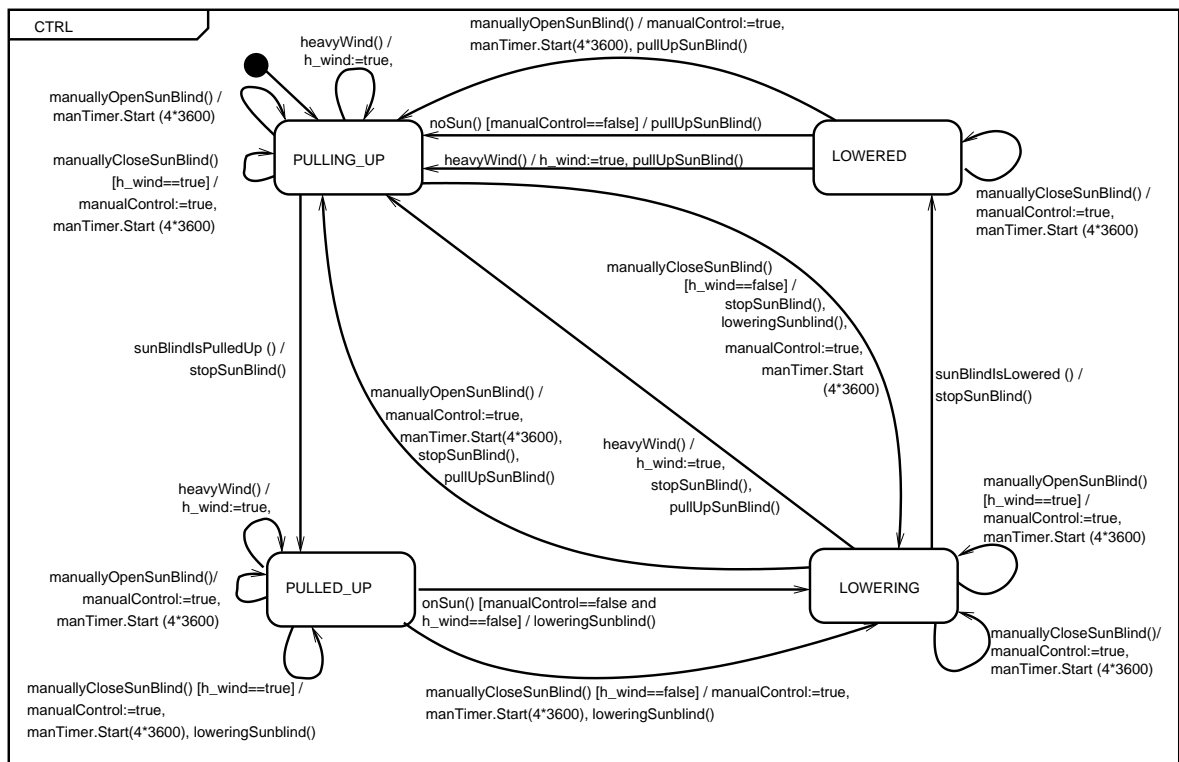 CTRL
manuallyOpenSunBlind() / manualControl:=true,
manTimer.Start(4*3600), pullUpSunBlind()
heavyWind() /
h_wind:=true,
manuallyOpenSunBlind() /
manTimer.Start (4*3600)
noSun() [manualControl==false] / pullUpSunBlind()
manuallyCloseSunBlind()
[h_wind==true] /
manualControl:=true,
manTimer.Start (4*3600)
PULLING_UP
heavyWind() / h_wind:=true, pullUpSunBlind()
LOWERED
manuallyCloseSunBlind() /
manualControl:=true,
manTimer.Start (4*3600)
manuallyCloseSunBlind()
[h_wind==false] /
stopSunBlind(),
loweringSunblind(),
manualControl:=true,
manTimer.Start
(4*3600)
sunBlindIsPulledUp () /
stopSunBlind()
sunBlindIsLowered () /
stopSunBlind()
manuallyOpenSunBlind() /
manualControl:=true,
manTimer.Start(4*3600),
stopSunBlind(),
pullUpSunBlind()
heavyWind() /
h_wind:=true,
stopSunBlind(),
pullUpSunBlind()
manuallyOpenSunBlind()
[h_wind==true] /
manualControl:=true,
manTimer.Start (4*3600)
heavyWind() /
h_wind:=true,
manuallyOpenSunBlind()/
manualControl:=true,
manTimer.Start (4*3600)
PULLED_UP
LOWERING
onSun() [manualControl==false and
h_wind==false] / loweringSunblind()
manuallyCloseSunBlind()/
manualControl:=true,
manTimer.Start (4*3600)
manuallyCloseSunBlind() [h_wind==true] /
manualControl:=true,
manTimer.Start(4*3600), loweringSunblind()
manuallyCloseSunBlind() [h_wind==false] / manualControl:=true,
manTimer.Start(4*3600), loweringSunblind()